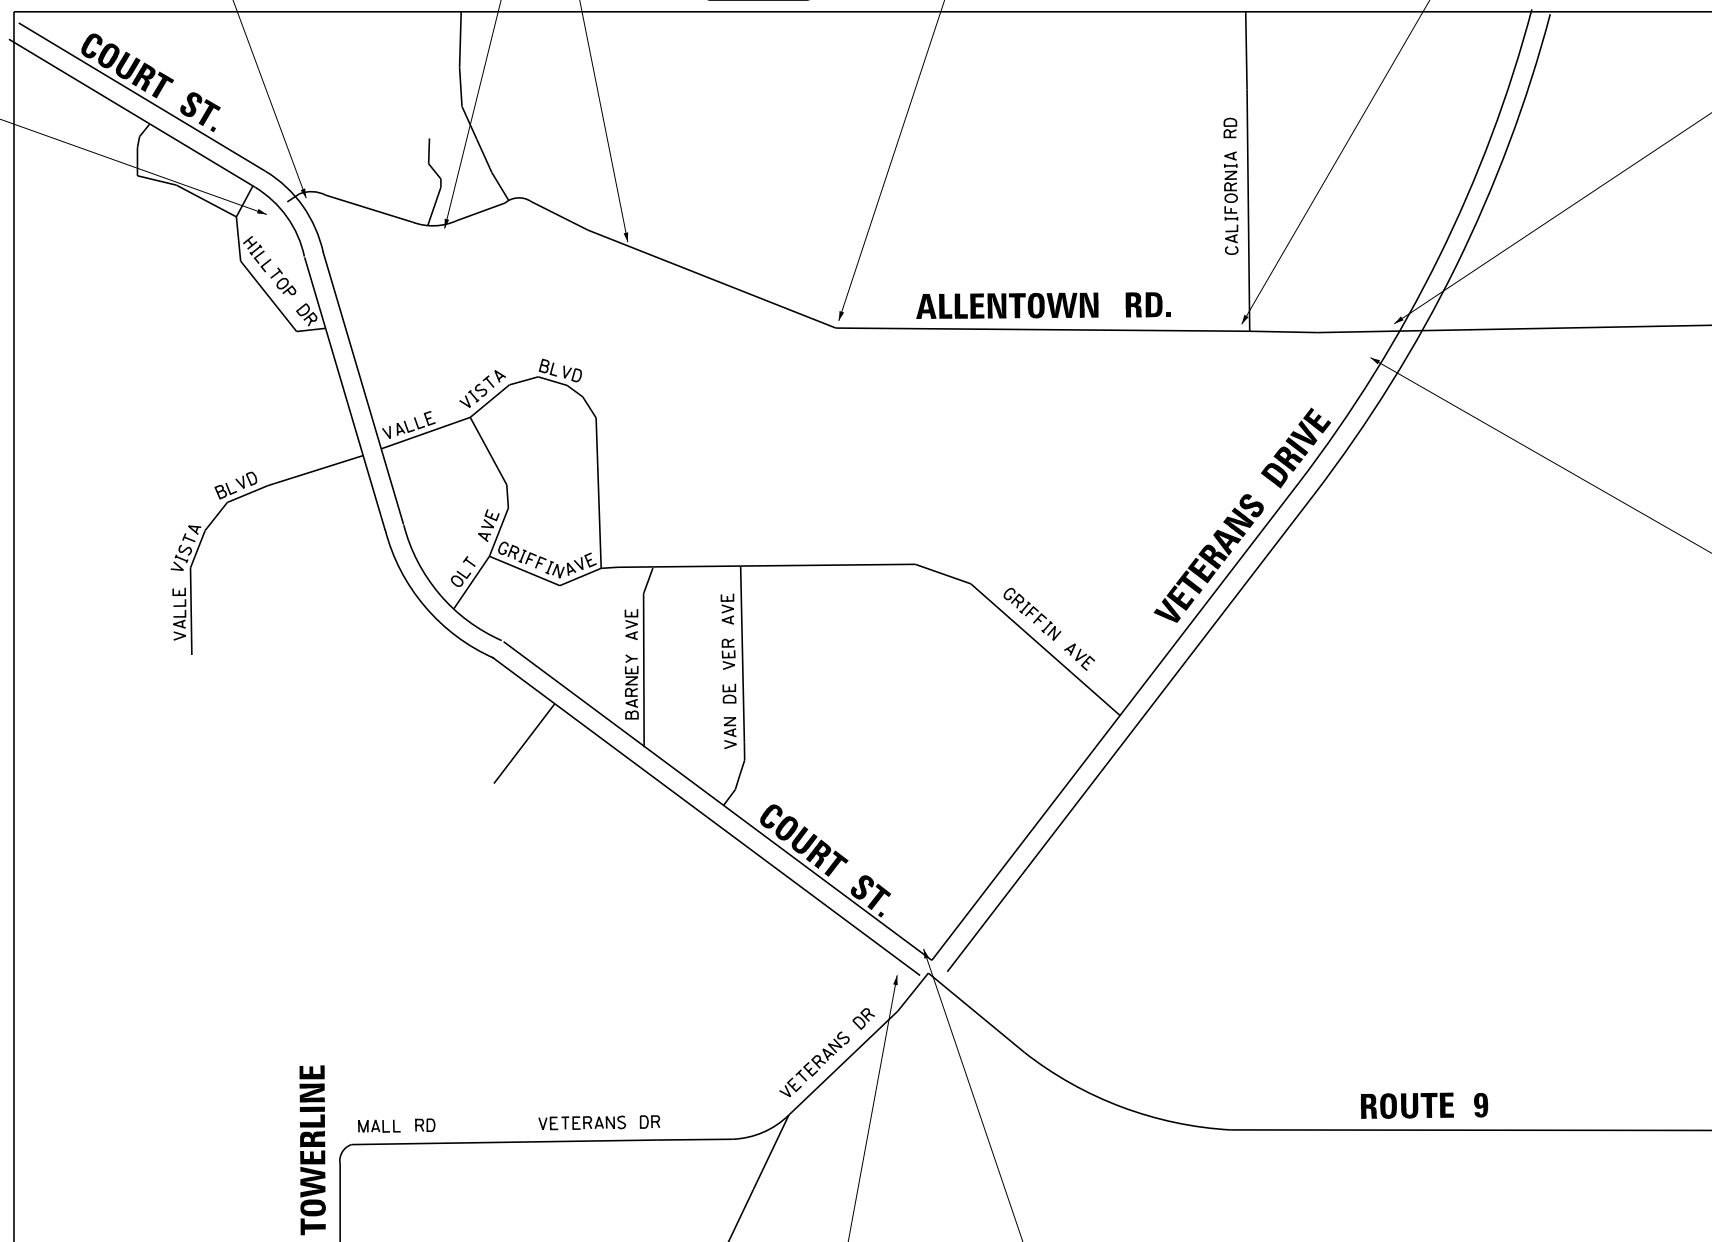 COURT ST.
CALIFORNIA RD
HILLTOP DR
ALLENTOWN RD.
VALLE VISTA BLVD
VALLE VISTA BLVD
OLT AVE
GRIFFIN AVE
VETERANS DRIVE
BARNEY AVE
VAN DE VER AVE
GRIFFIN AVE
COURT ST.
VETERANS DR
TOWERLINE
MALL RD
VETERANS DR
ROUTE 9